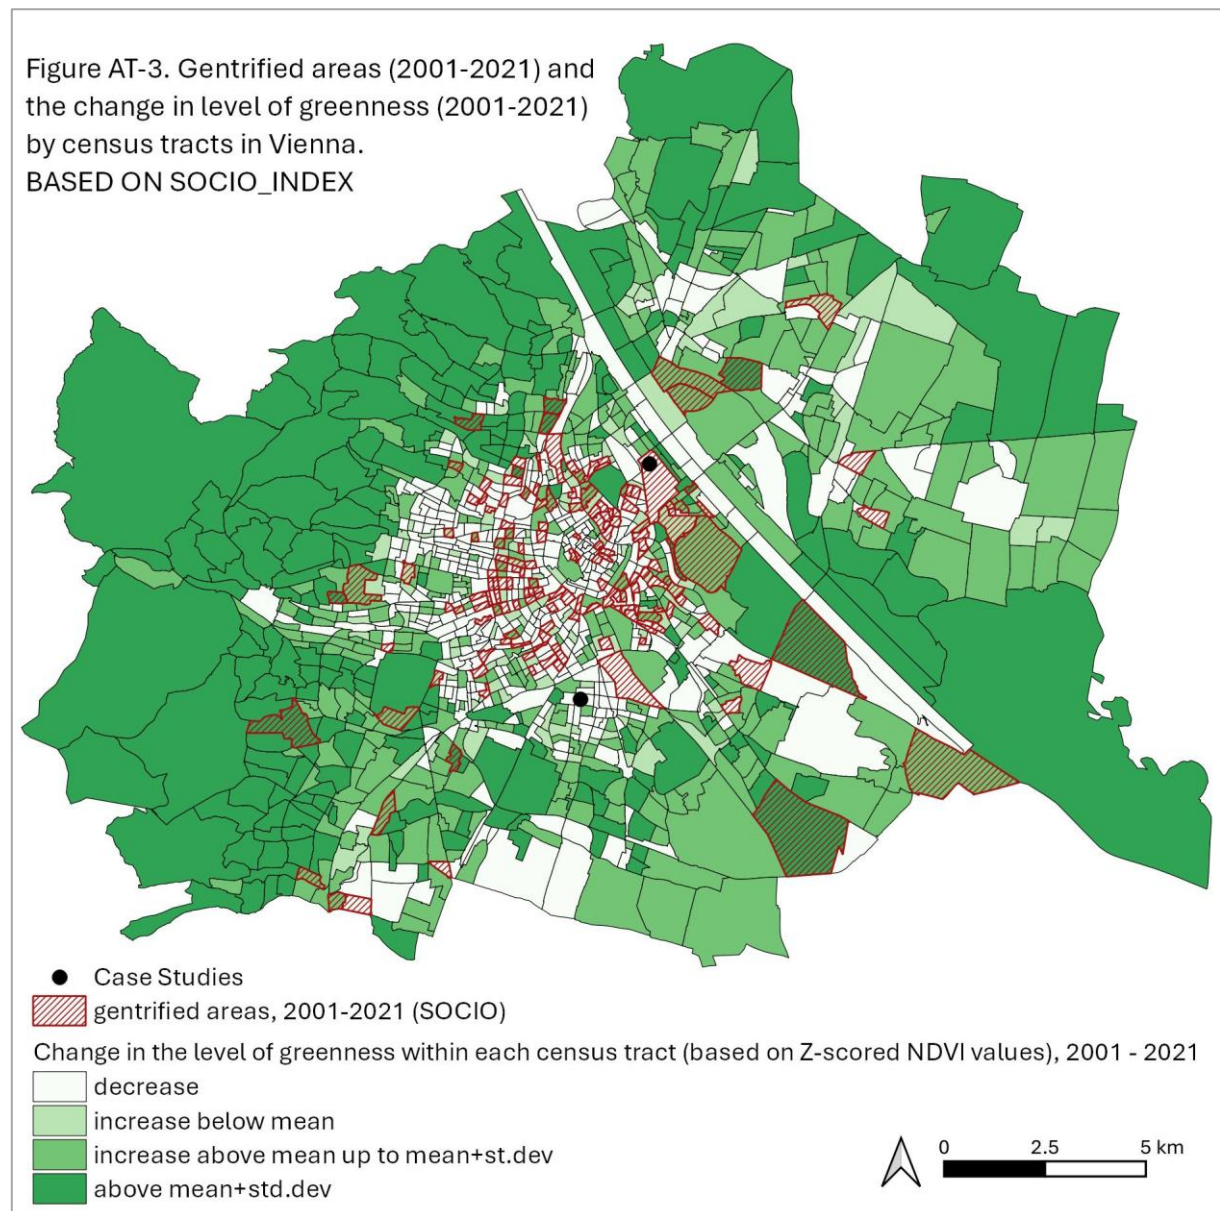 Figure AT-3. Gentrified areas (2001-2021) and
the change in level of greenness (2001-2021)
by census tracts in Vienna.
BASED ON SOCIO_INDEX
Case Studies
gentrified areas, 2001-2021 (SOCIO)
Change in the level of greenness within each census tract (based on Z-scored NDVI values), 2001 - 2021
decrease
increase below mean
increase above mean up to mean+st.dev
above mean+std.dev
0 2.5 5 km